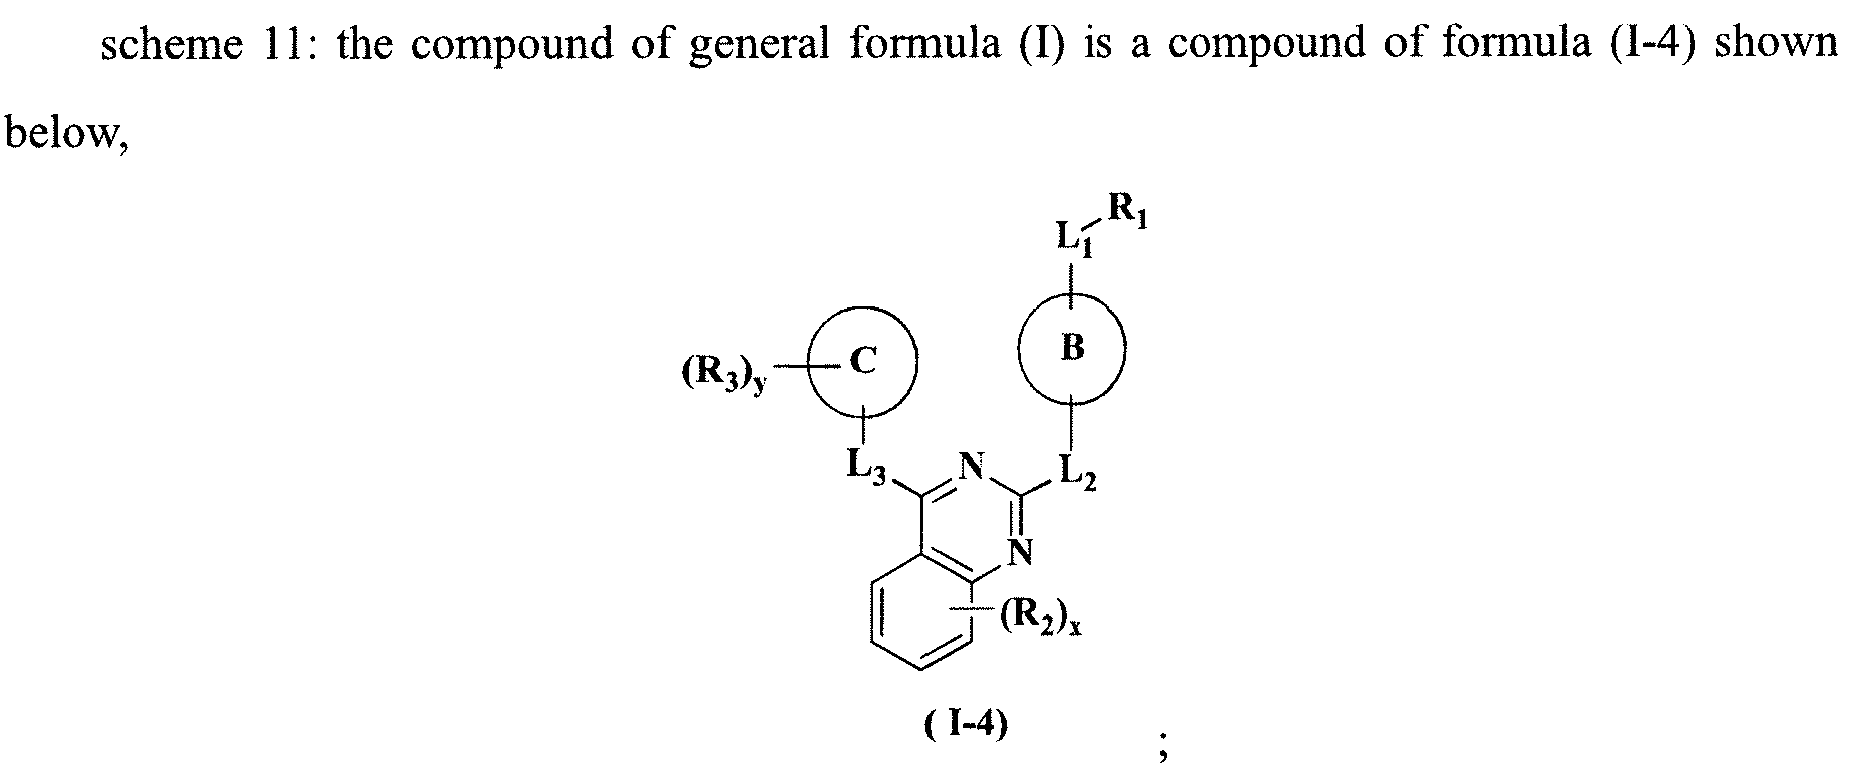 scheme 11: the compound of general formula (I) is a compound of formula (I-4) shown
below,
R1
L1
B
C
(R3)y
L3
N
L2
N
(R2)x
( I-4)
;